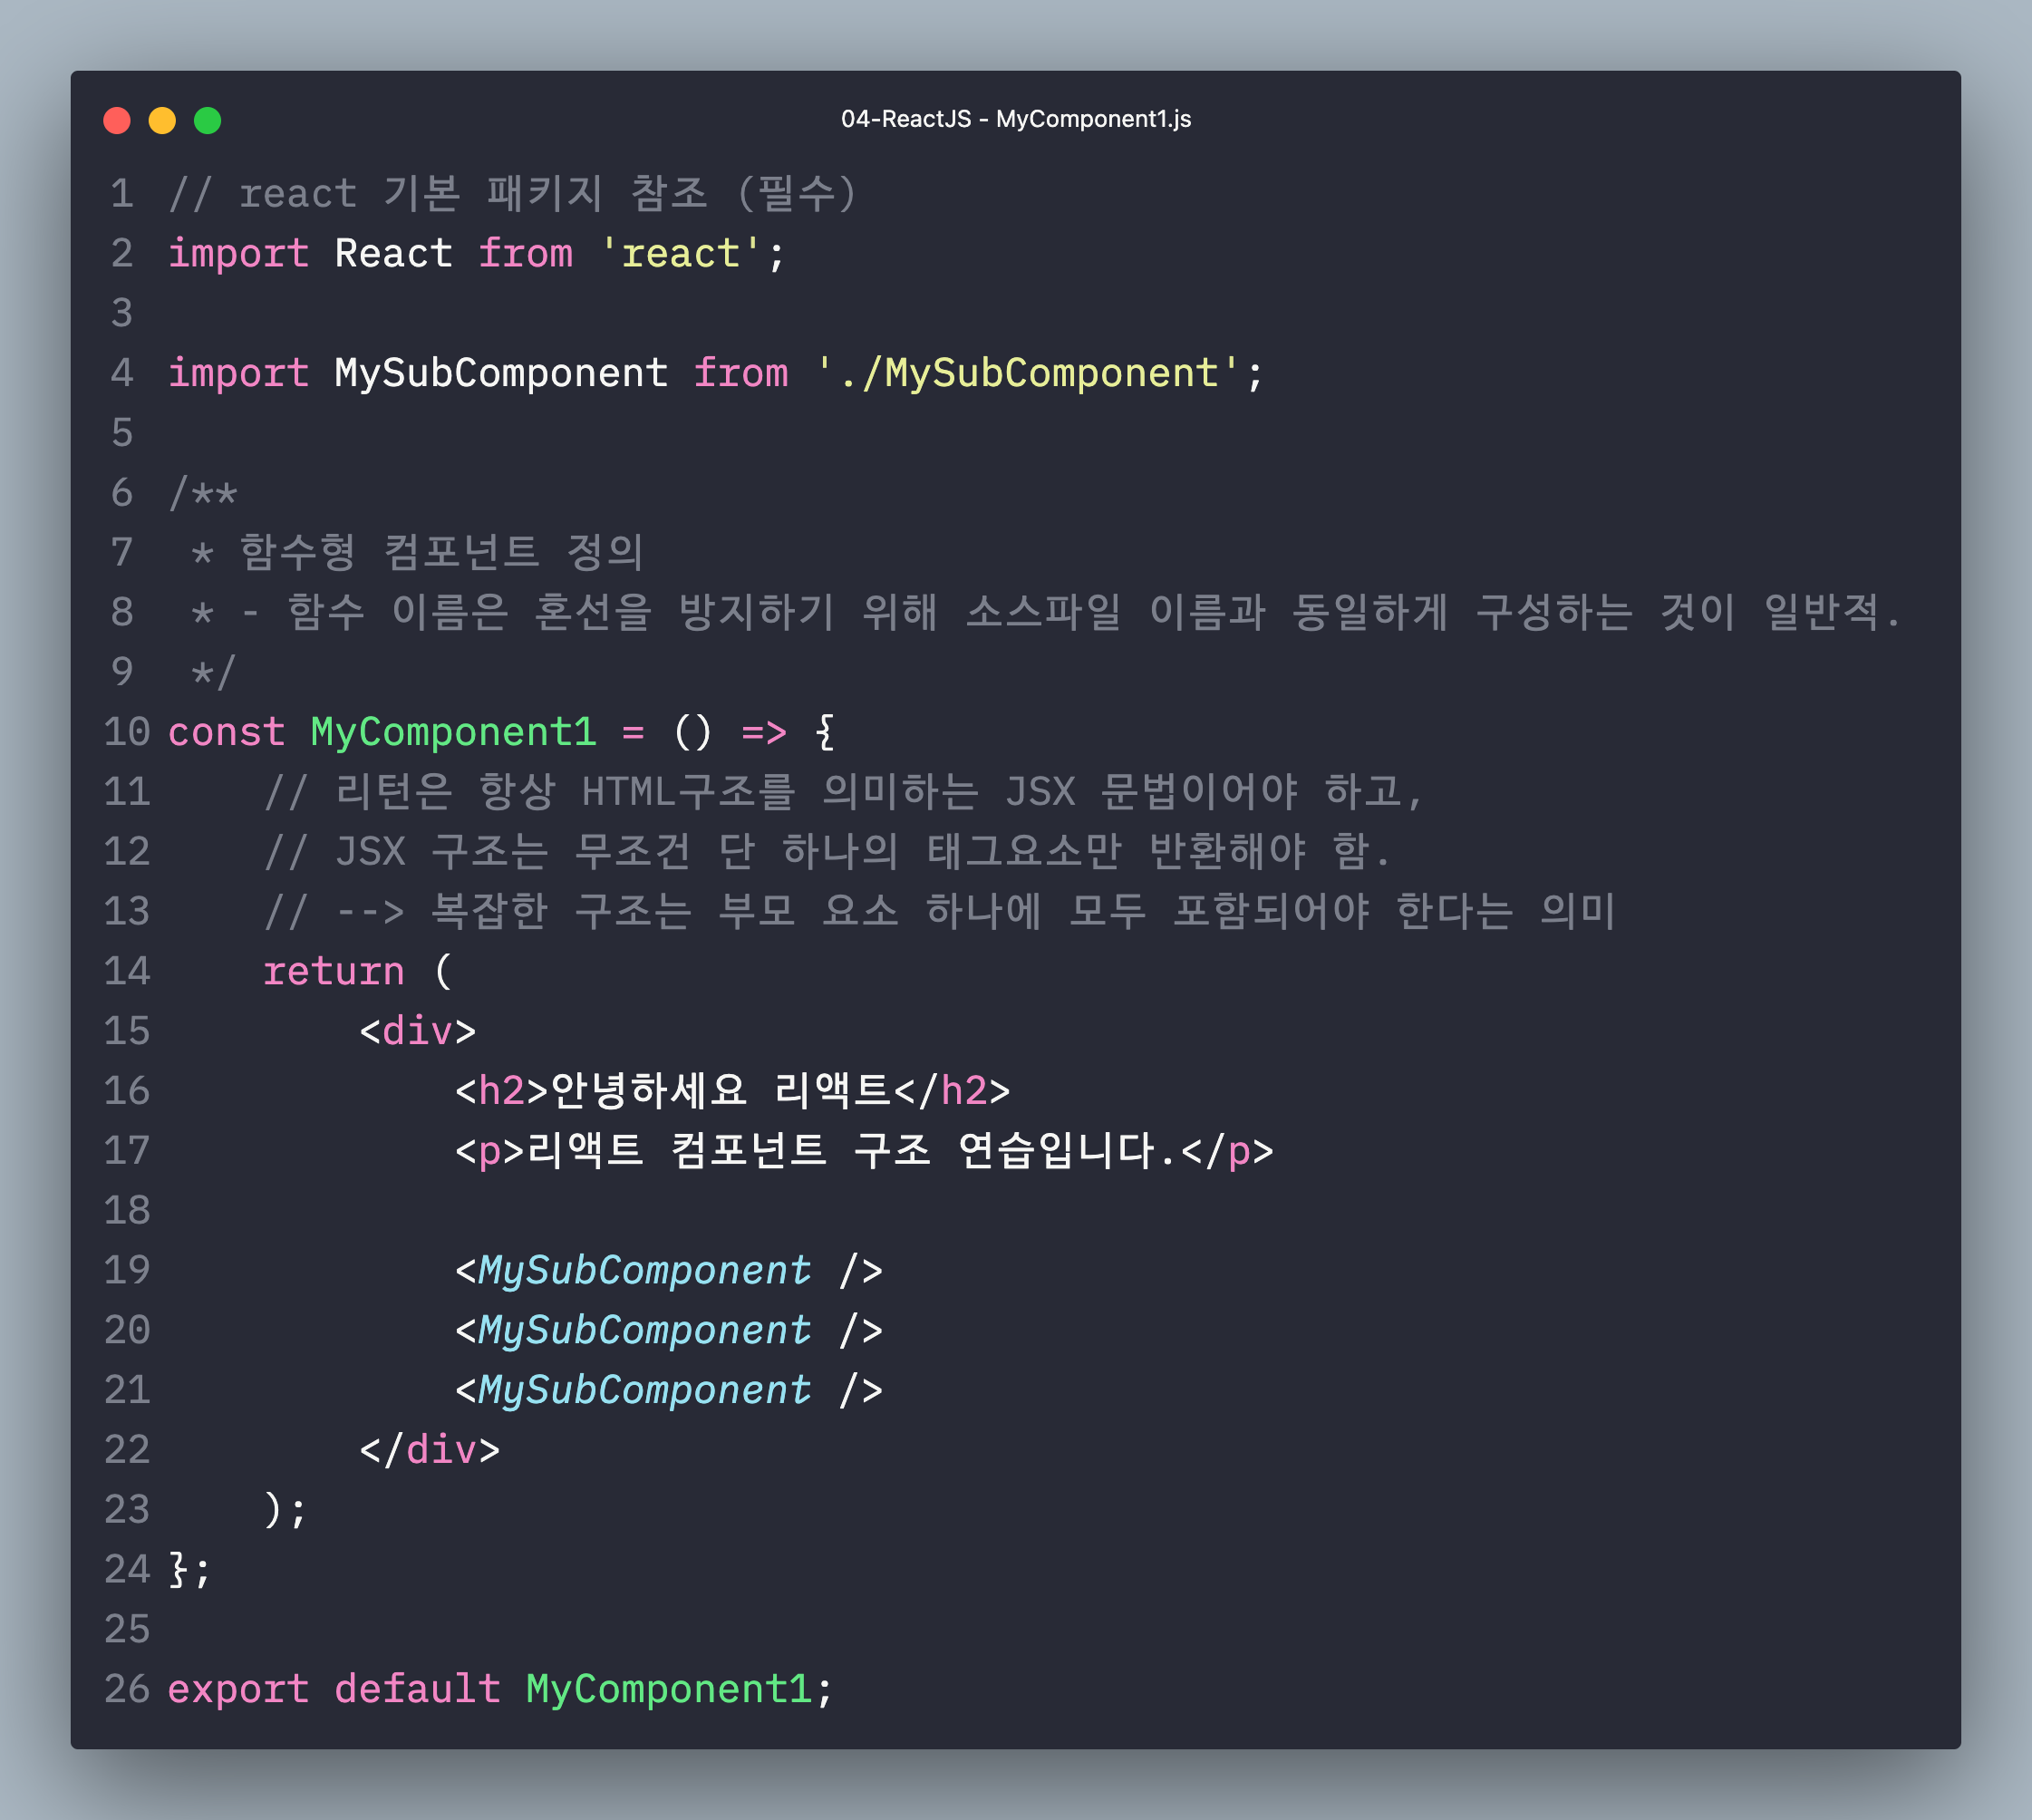 04-ReactJS - MyComponent1.js
1 // react 기본 패키지 참조 (필수)
2 import React from 'react';
3
4 import MySubComponent from './MySubComponent';
5
6 /**
7  * 함수형 컴포넌트 정의
8  * - 함수 이름은 혼선을 방지하기 위해 소스파일 이름과 동일하게 구성하는 것이 일반적.
9  */
10 const MyComponent1 = () => {
11     // 리턴은 항상 HTML구조를 의미하는 JSX 문법이어야 하고,
12     // JSX 구조는 무조건 단 하나의 태그요소만 반환해야 함.
13     // --> 복잡한 구조는 부모 요소 하나에 모두 포함되어야 한다는 의미
14     return (
15         <div>
16             <h2>안녕하세요 리액트</h2>
17             <p>리액트 컴포넌트 구조 연습입니다.</p>
18
19             <MySubComponent />
20             <MySubComponent />
21             <MySubComponent />
22         </div>
23     );
24 };
25
26 export default MyComponent1;